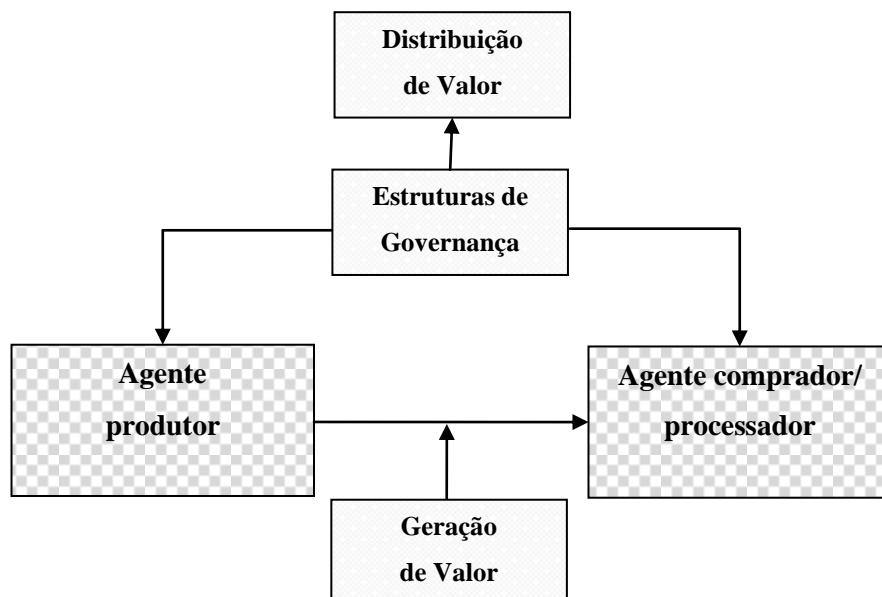 Distribuição
de Valor
Estruturas de
Governança
Agente
produtor
Agente comprador/
processador
Geração
de Valor